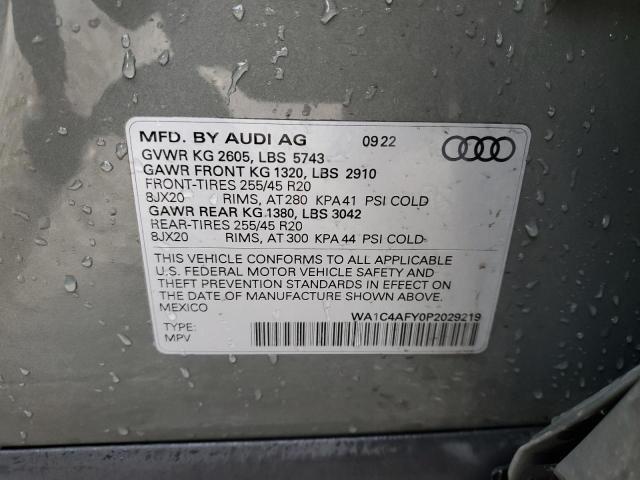 MFD. BY AUDI AG 09 22
GVWR KG 2605, LBS 5743
GAWR FRONT KG 1320, LBS 2910
FRONT-TIRES 255/45 R20
8JX20 RIMS, AT 280 KPA 41 PSI COLD
GAWR REAR KG 1380, LBS 3042
REAR-TIRES 255/45 R20
8JX20 RIMS, AT 300 KPA 44 PSI COLD
THIS VEHICLE CONFORMS TO ALL APPLICABLE
U.S. FEDERAL MOTOR VEHICLE SAFETY AND
THEFT PREVENTION STANDARDS IN EFFECT ON
THE DATE OF MANUFACTURE SHOWN ABOVE.
MEXICO
WA1C4AFY0P2029219
TYPE:
MPV